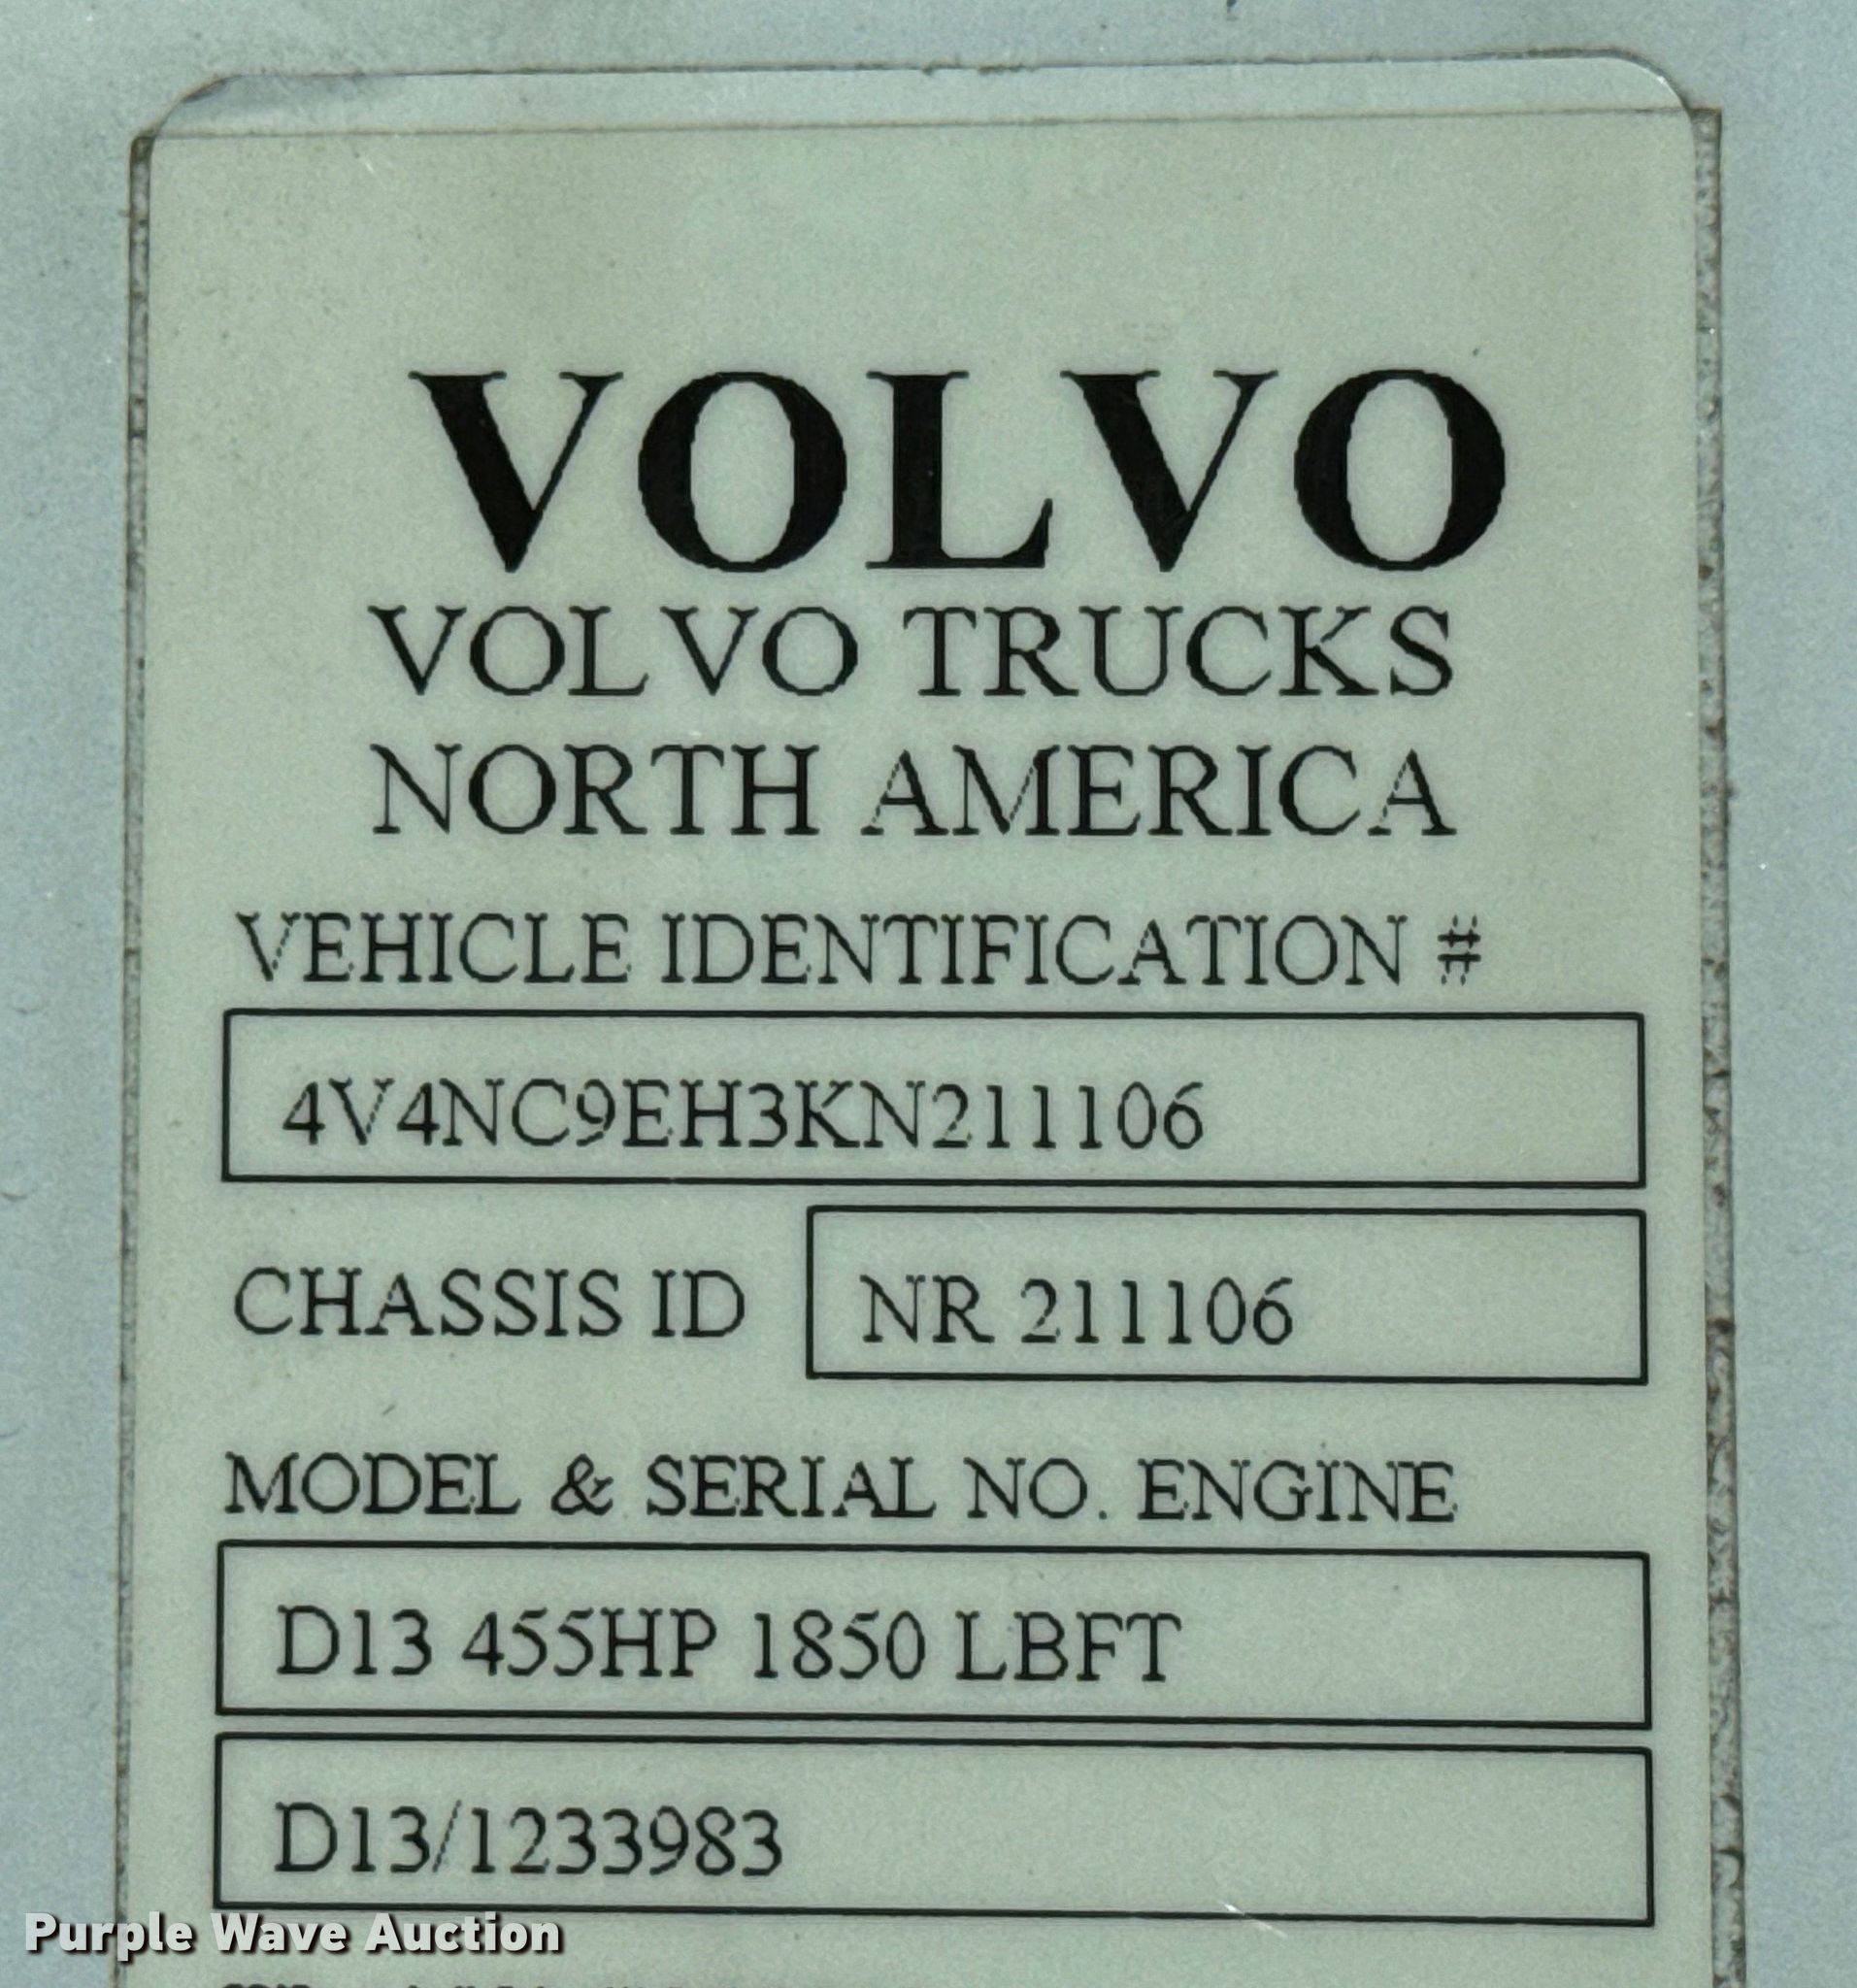 VOLVO
VOLVO TRUCKS
NORTH AMERICA
VEHICLE IDENTIFICATION #
4V4NC9EH3KN211106
CHASSIS ID NR 211106
MODEL & SERIAL NO. ENGINE
D13 455HP 1850 LBFT
D13/1233983
Purple Wave Auction